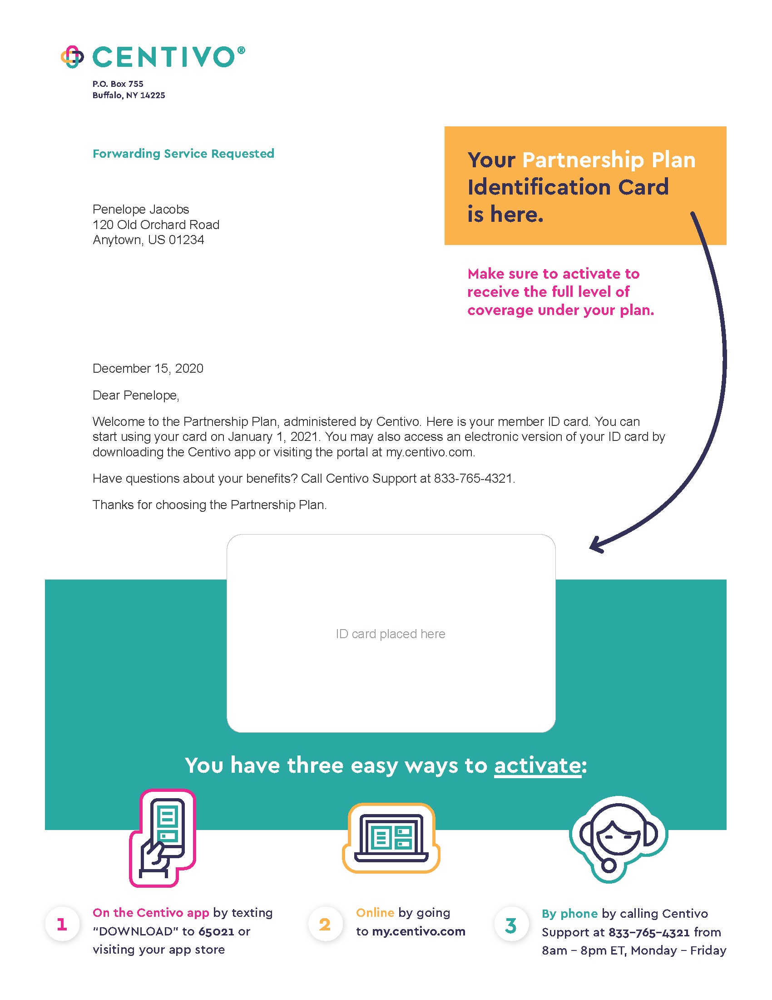 CENTIVO®
P.O. Box 755
Buffalo, NY 14225
Forwarding Service Requested
Penelope Jacobs
120 Old Orchard Road
Anytown, US 01234
Your Partnership Plan
Identification Card
is here.
Make sure to activate to
receive the full level of
coverage under your plan.
December 15, 2020
Dear Penelope,
Welcome to the Partnership Plan, administered by Centivo. Here is your member ID card. You can
start using your card on January 1, 2021. You may also access an electronic version of your ID card by
downloading the Centivo app or visiting the portal at my.centivo.com.
Have questions about your benefits? Call Centivo Support at 833-765-4321.
Thanks for choosing the Partnership Plan.
ID card placed here
You have three easy ways to activate:
1
On the Centivo app by texting
“DOWNLOAD” to 65021 or
visiting your app store
2
Online by going
to my.centivo.com
3
By phone by calling Centivo
Support at 833-765-4321 from
8am – 8pm ET, Monday – Friday